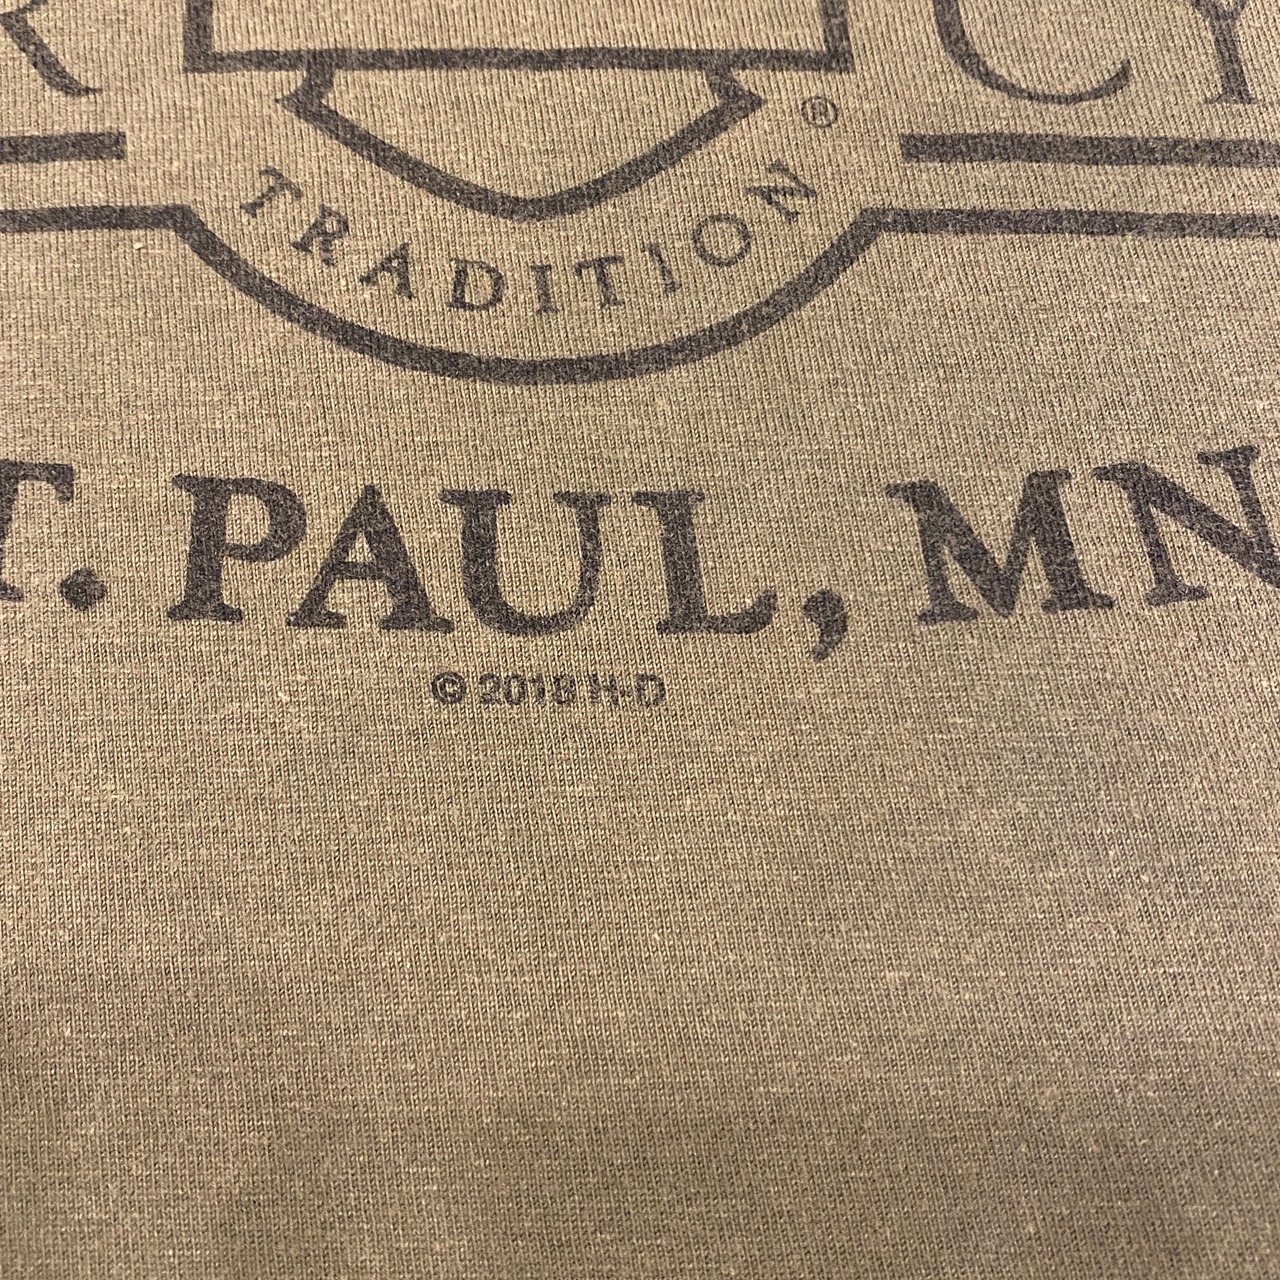 R CY
®
TRADITION
T. PAUL, MN
© 2018 H-D